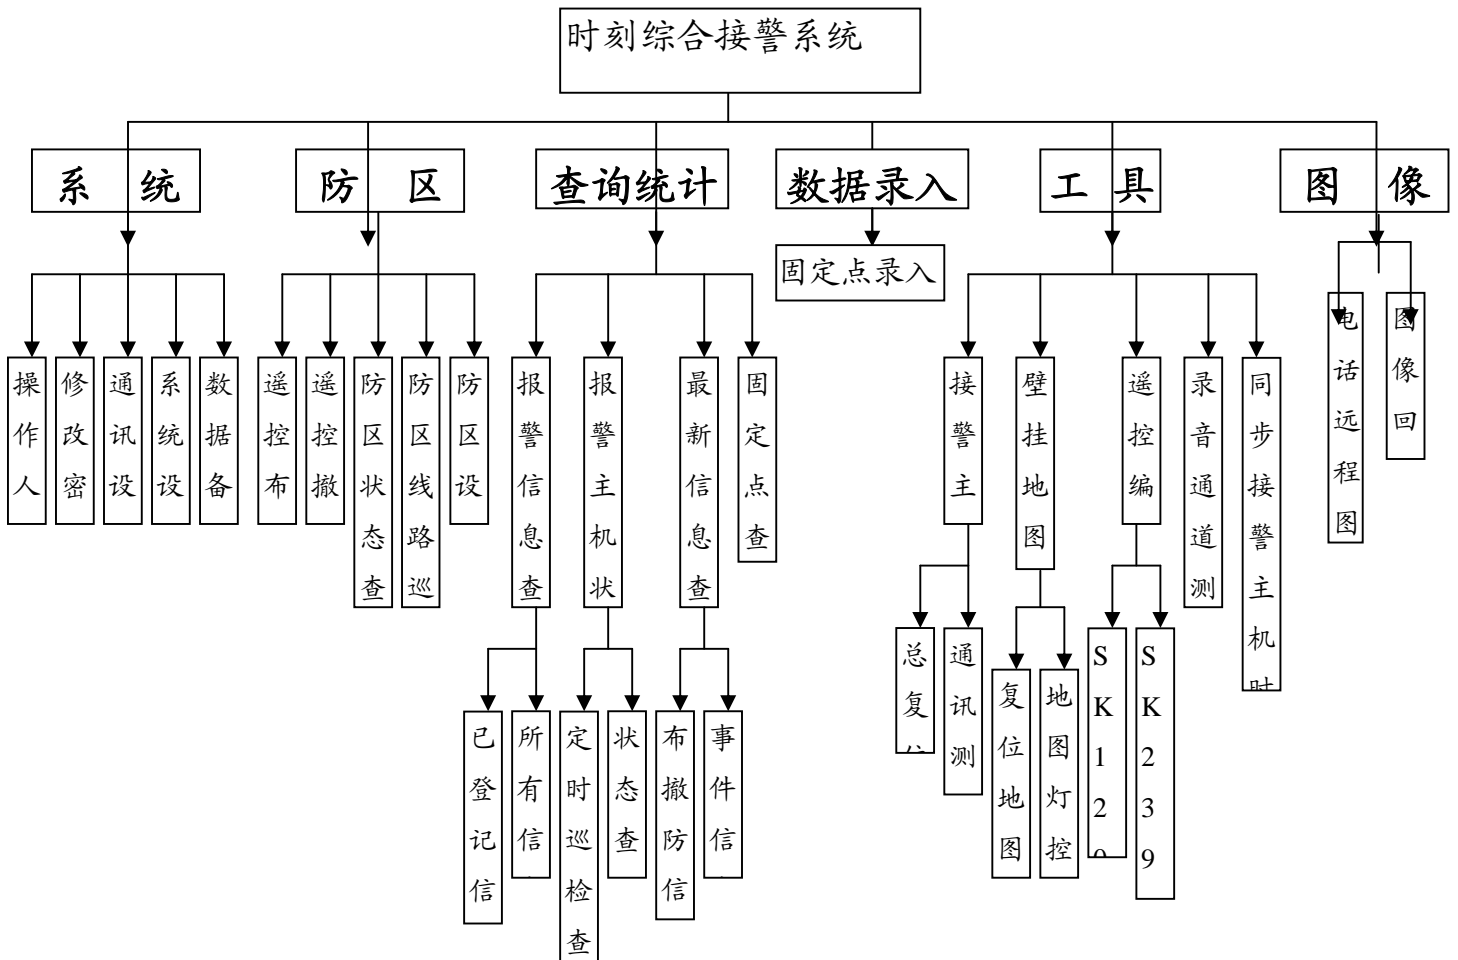 时刻综合接警系统
系 统
防 区
查询统计
数据录入
工 具
图 像
固定点录入
操作人
修改密
通讯设
系统设
数据备
遥控布
遥控撤
防区状态查
防区线路巡
防区设
报警信息查
报警主机状
最新信息查
固定点查
接警主
壁挂地图
遥控编
录音通道测
同步接警主机时
电话远程图
图像回
已登记信
所有信
定时巡检查
状态查
布撤防信
事件信
总复位
通讯测
复位地图
地图灯控
SK120
SK239